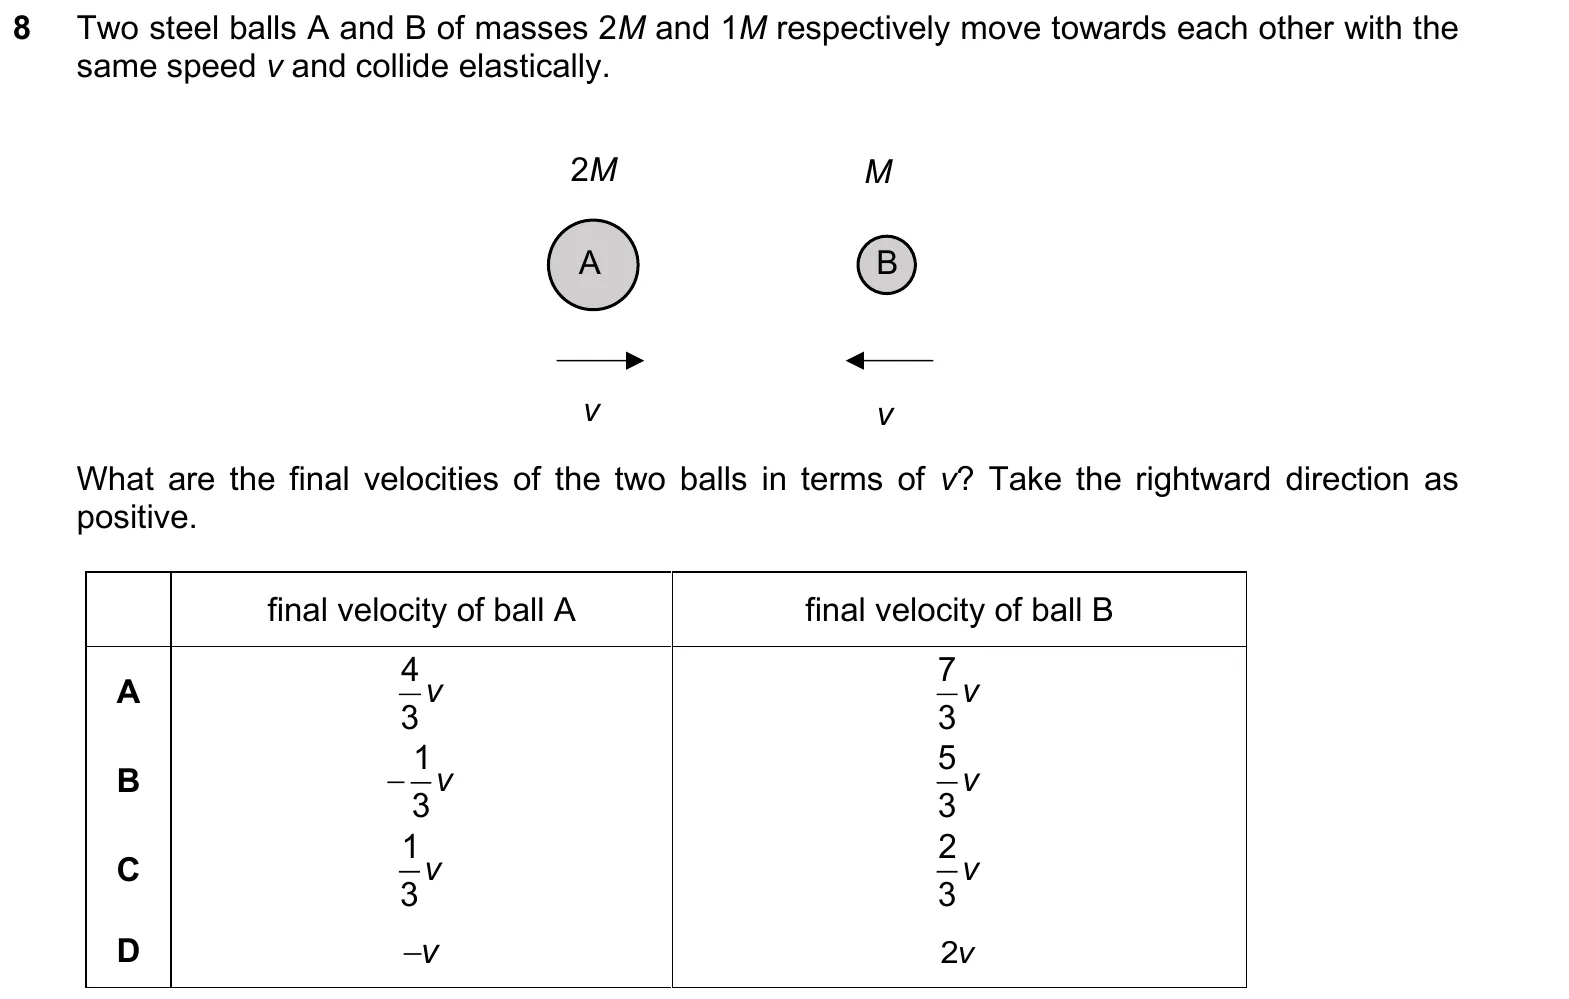 8 Two steel balls A and B of masses 2M and 1M respectively move towards each other with the
same speed v and collide elastically.
2M M
A B
v v
What are the final velocities of the two balls in terms of v? Take the rightward direction as
positive.
final velocity of ball A final velocity of ball B
A 4/3 v 7/3 v
B –1/3 v 5/3 v
C 1/3 v 2/3 v
D –v 2v